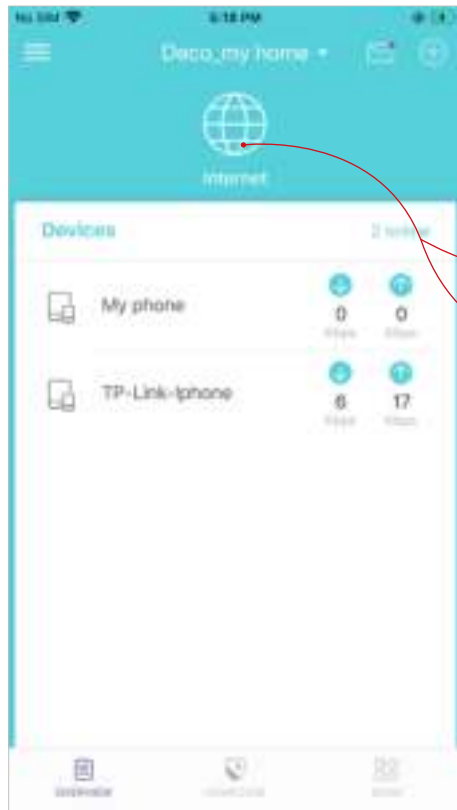 No SIM 5:18 PM
Deco_my home
Internet
Devices 2 online
My phone
0 0
Kbps Kbps
TP-Link-Iphone
6 17
Kbps Kbps
OVERVIEW